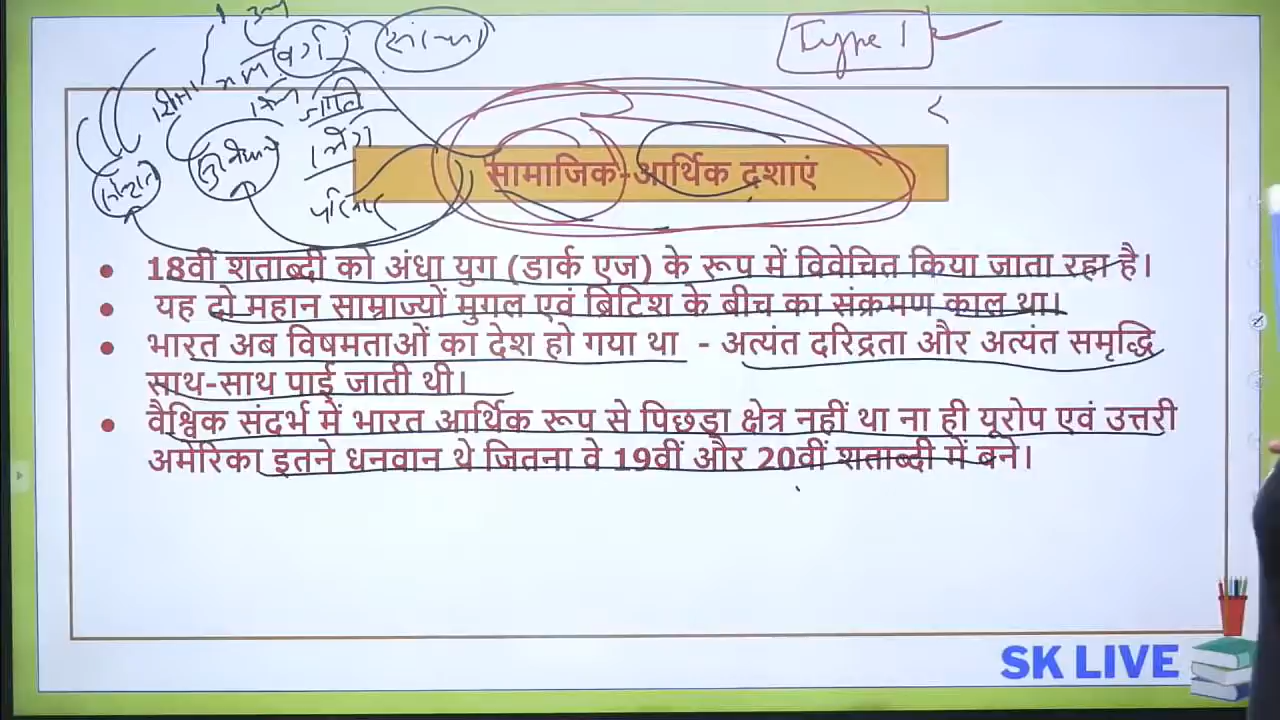 Type 1
वर्ग
जाति
लिंग
परिवार
सामाजिक-आर्थिक दशाएं
18वीं शताब्दी को अंधा युग (डार्क एज) के रूप में विवेचित किया जाता रहा है।
यह दो महान साम्राज्यों मुगल एवं ब्रिटिश के बीच का संक्रमण काल था।
भारत अब विषमताओं का देश हो गया था - अत्यंत दरिद्रता और अत्यंत समृद्धि
साथ-साथ पाई जाती थी।
वैश्विक संदर्भ में भारत आर्थिक रूप से पिछड़ा क्षेत्र नहीं था ना ही यूरोप एवं उत्तरी
अमेरिका इतने धनवान थे जितना वे 19वीं और 20वीं शताब्दी में बने।
SK LIVE